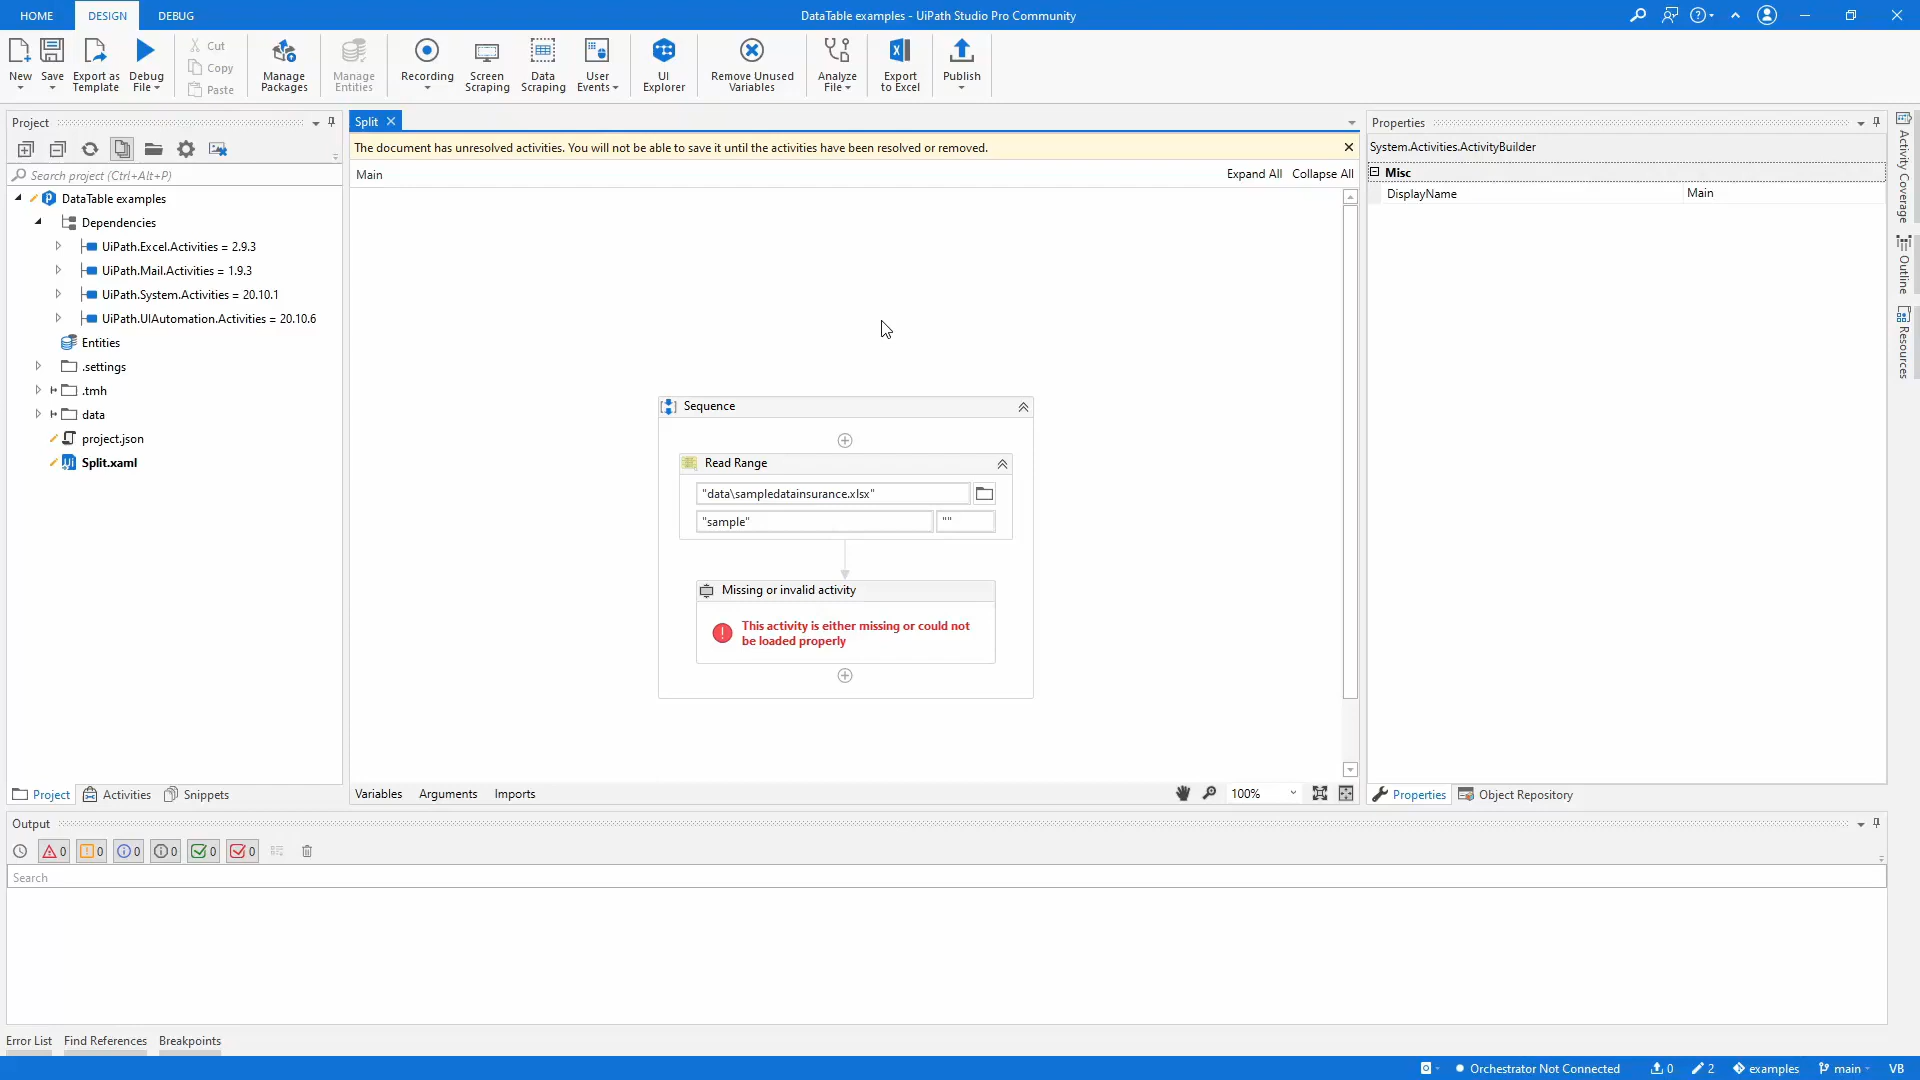 HOME
DESIGN
DEBUG
DataTable examples - UiPath Studio Pro Community
New
Save
Export as
Template
Debug
File
Cut
Copy
Paste
Manage
Packages
Manage
Entities
Recording
Screen
Scraping
Data
Scraping
User
Events
UI
Explorer
Remove Unused
Variables
Analyze
File
Export
to Excel
Publish
Project
Search project (Ctrl+Alt+P)
DataTable examples
Dependencies
UiPath.Excel.Activities = 2.9.3
UiPath.Mail.Activities = 1.9.3
UiPath.System.Activities = 20.10.1
UiPath.UIAutomation.Activities = 20.10.6
Entities
.settings
.tmh
data
project.json
Split.xaml
Project
Activities
Snippets
Split
The document has unresolved activities. You will not be able to save it until the activities have been resolved or removed.
Main
Expand All
Collapse All
Sequence
Read Range
"data\sampledatainsurance.xlsx"
"sample"
""
Missing or invalid activity
This activity is either missing or could not
be loaded properly
Variables
Arguments
Imports
100%
Properties
System.Activities.ActivityBuilder
Misc
DisplayName
Main
Properties
Object Repository
Activity Coverage
Outline
Resources
Output
0
0
0
0
0
0
Search
Error List
Find References
Breakpoints
Orchestrator Not Connected
0
2
examples
main
VB